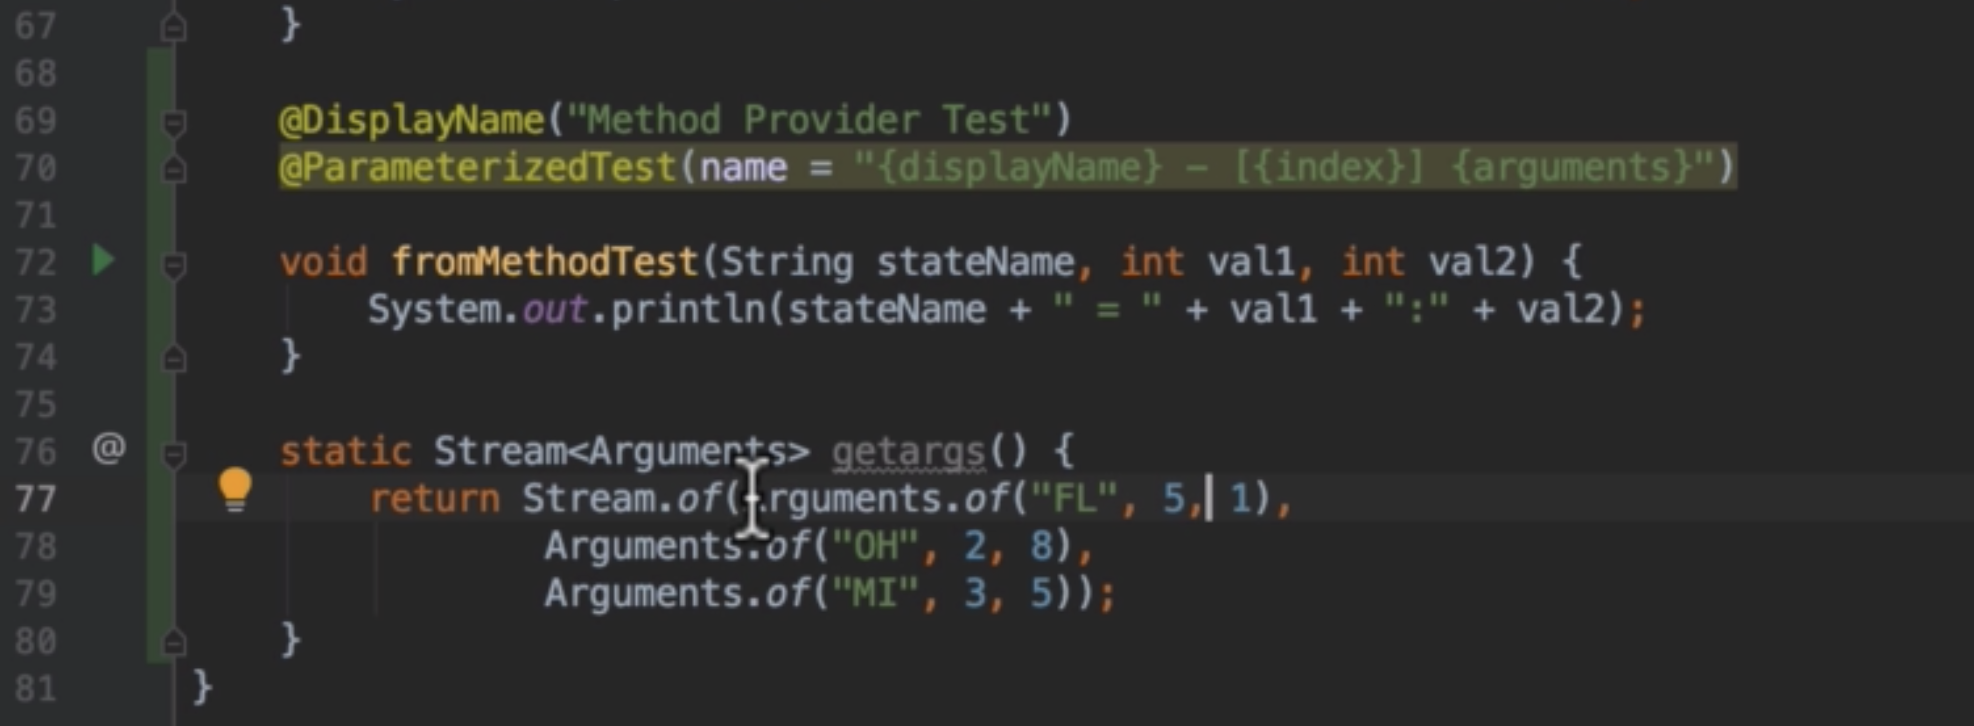 67 }
68
69 @DisplayName("Method Provider Test")
70 @ParameterizedTest(name = "{displayName} - [{index}] {arguments}")
71
72 void fromMethodTest(String stateName, int val1, int val2) {
73 System.out.println(stateName + " = " + val1 + ":" + val2);
74 }
75
76 @ static Stream<Arguments> getargs() {
77 return Stream.of(Arguments.of("FL", 5, 1),
78 Arguments.of("OH", 2, 8),
79 Arguments.of("MI", 3, 5));
80 }
81 }